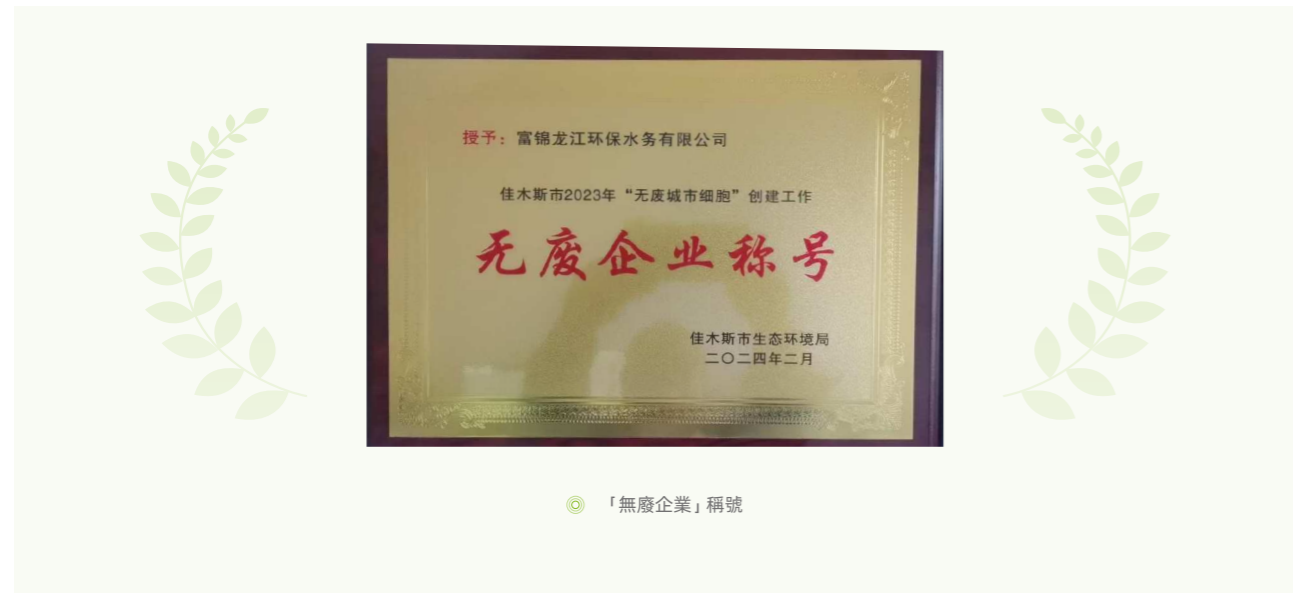 授予：富锦龙江环保水务有限公司
佳木斯市2023年“无废城市细胞”创建工作
无废企业称号
佳木斯市生态环境局
二〇二四年二月
「無廢企業」稱號